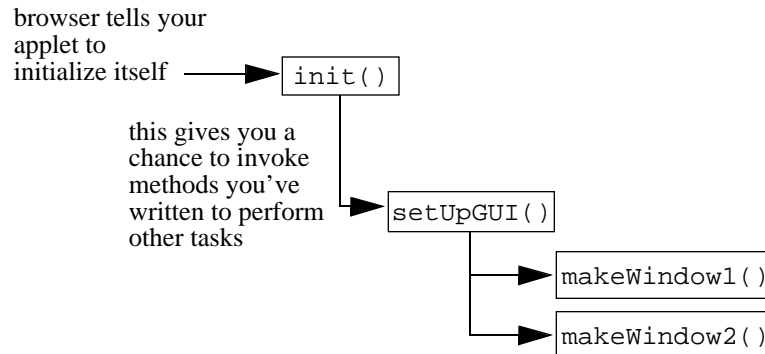 browser tells your
applet to
initialize itself
init()
this gives you a
chance to invoke
methods you've
written to perform
other tasks
setUpGUI()
makeWindow1()
makeWindow2()